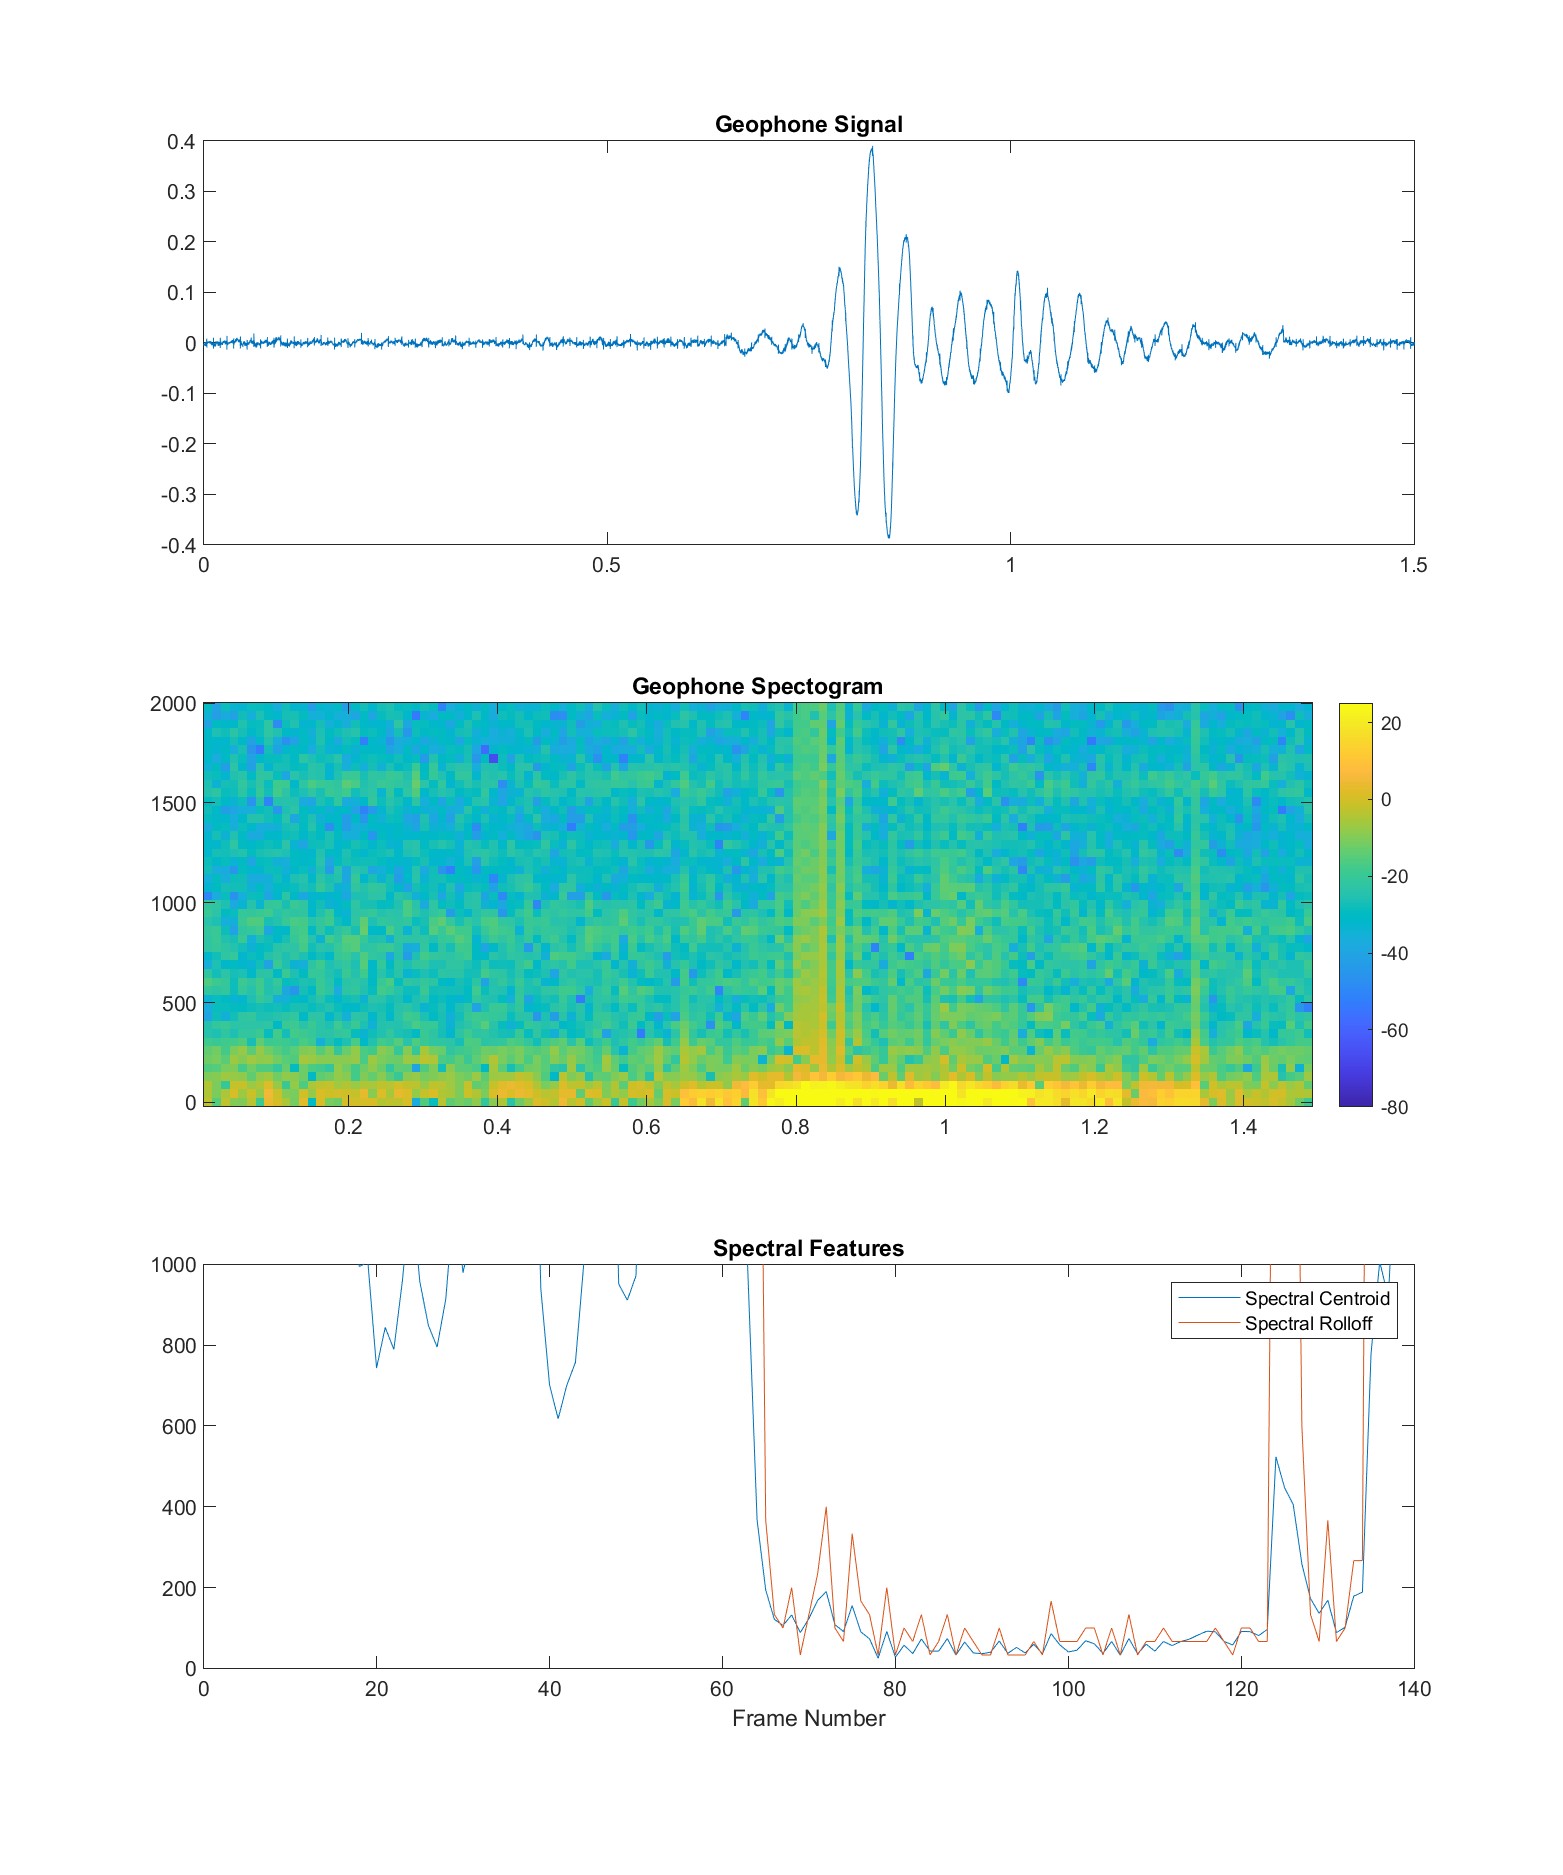 Geophone Signal
0.4
0.3
0.2
0.1
0
-0.1
-0.2
-0.3
-0.4
0 0.5 1 1.5
Geophone Spectogram
2000
1500
1000
500
0
0.2 0.4 0.6 0.8 1 1.2 1.4
20
0
-20
-40
-60
-80
Spectral Features
1000
800
600
400
200
0
Spectral Centroid
Spectral Rolloff
0 20 40 60 80 100 120 140
Frame Number